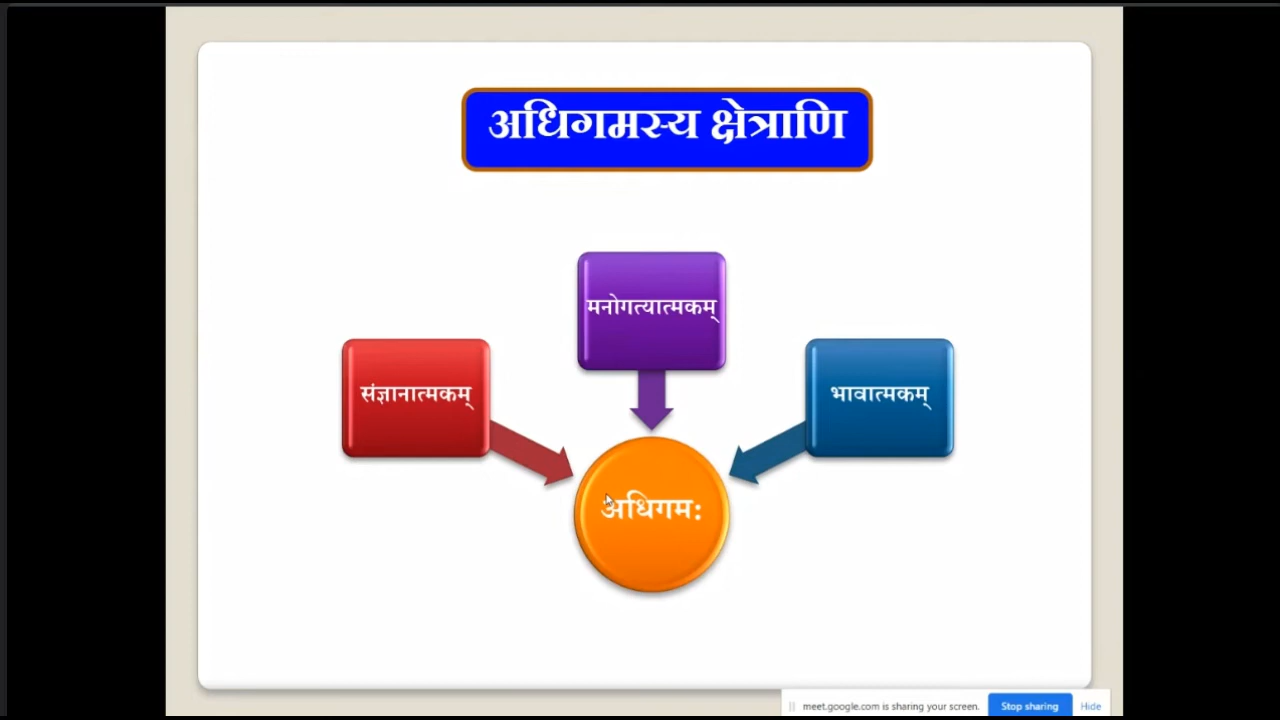 अधिगमस्य क्षेत्राणि
मनोगत्यात्मकम्
संज्ञानात्मकम्
भावात्मकम्
अधिगमः
meet.google.com is sharing your screen.
Stop sharing
Hide